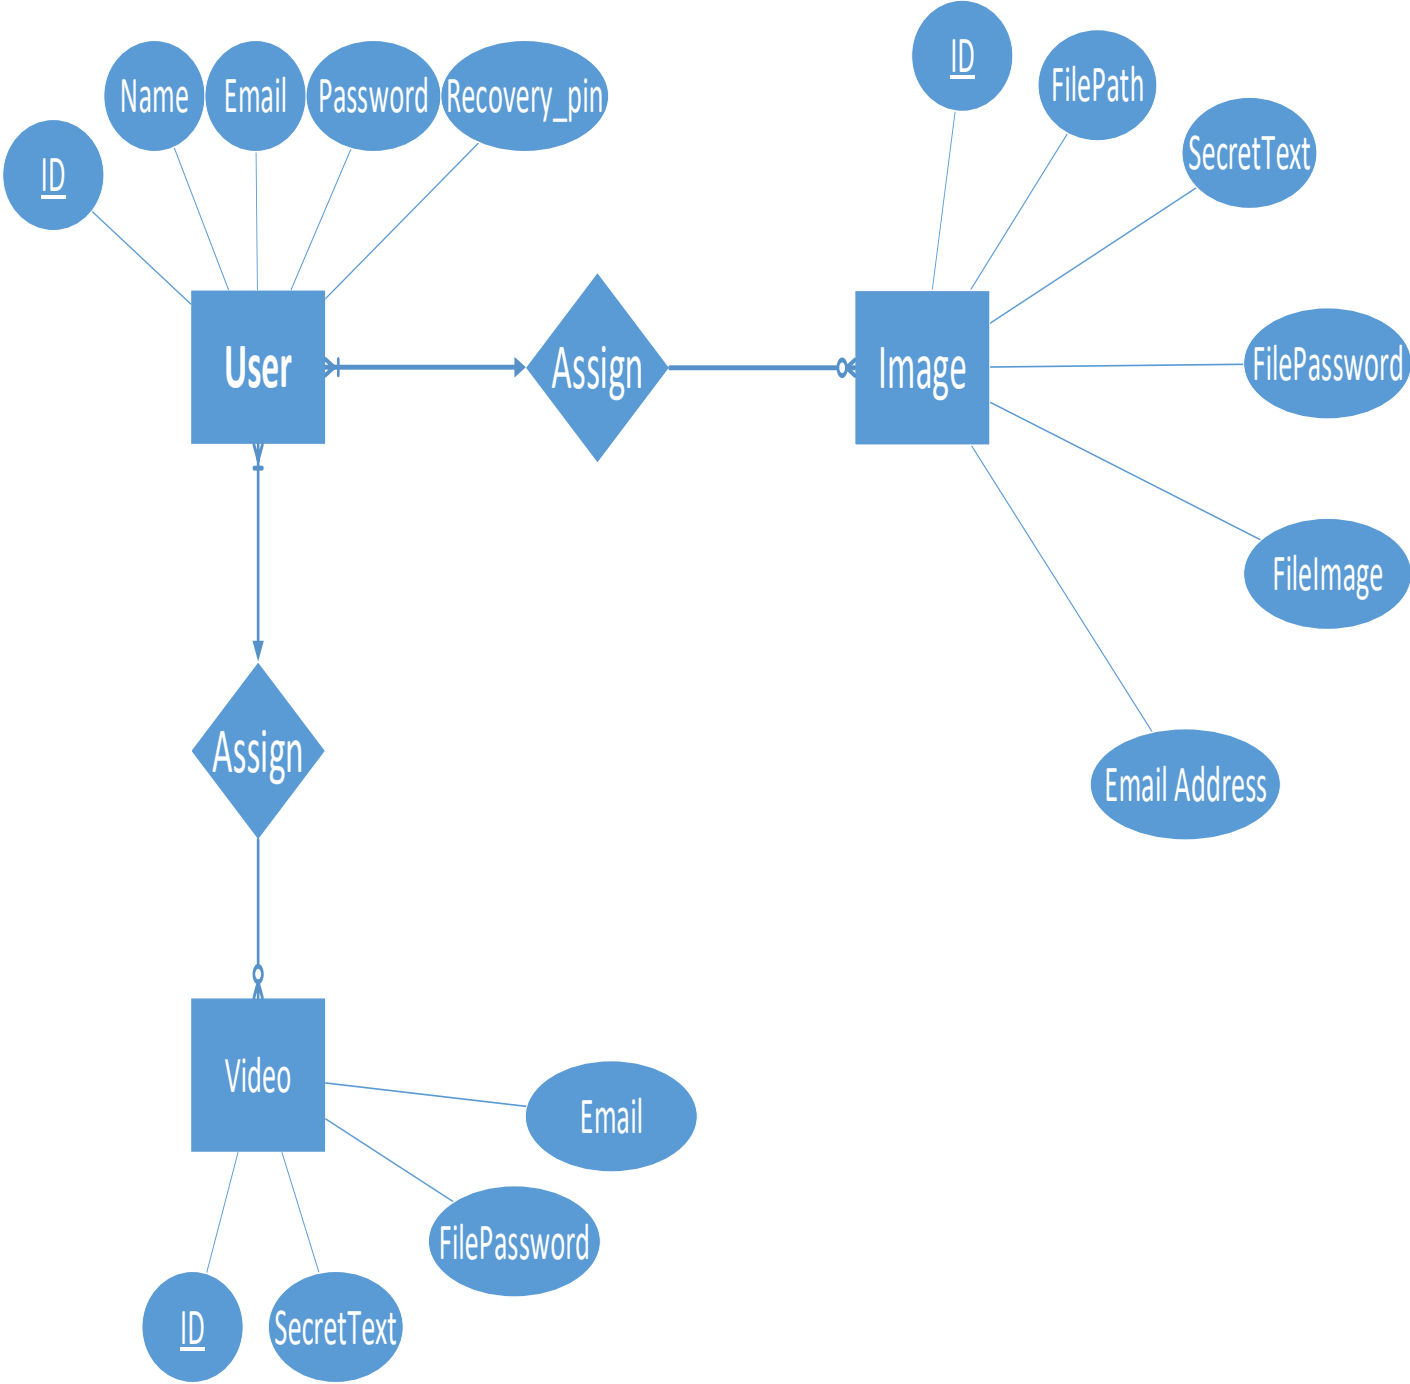 ID
Name
Email
Password
Recovery_pin
ID
FilePath
SecretText
User
Assign
Image
FilePassword
FileImage
Email Address
Assign
Video
Email
FilePassword
ID
SecretText